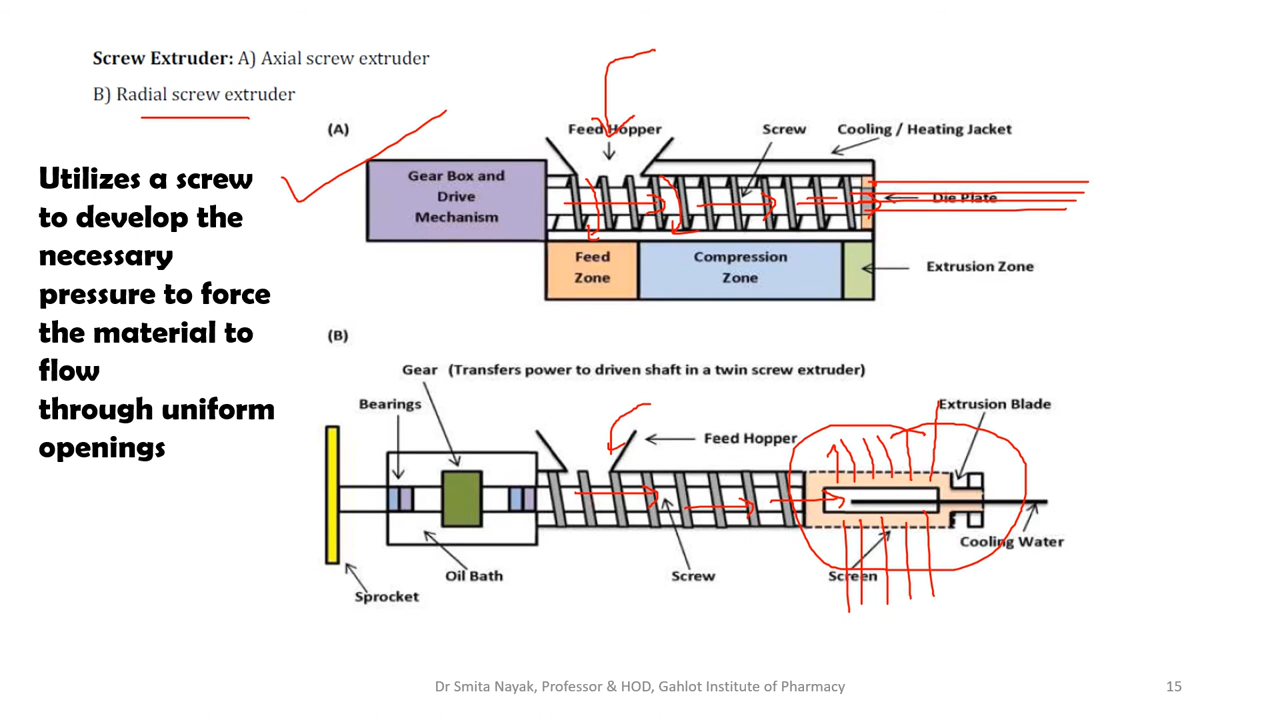 Screw Extruder: A) Axial screw extruder
B) Radial screw extruder
Utilizes a screw
to develop the
necessary
pressure to force
the material to
flow
through uniform
openings
(A)
Feed Hopper
Screw
Cooling / Heating Jacket
Gear Box and
Drive
Mechanism
Die Plate
Feed
Zone
Compression
Zone
Extrusion Zone
(B)
Gear (Transfers power to driven shaft in a twin screw extruder)
Bearings
Extrusion Blade
Feed Hopper
Cooling Water
Oil Bath
Screw
Screen
Sprocket
Dr Smita Nayak, Professor & HOD, Gahlot Institute of Pharmacy
15